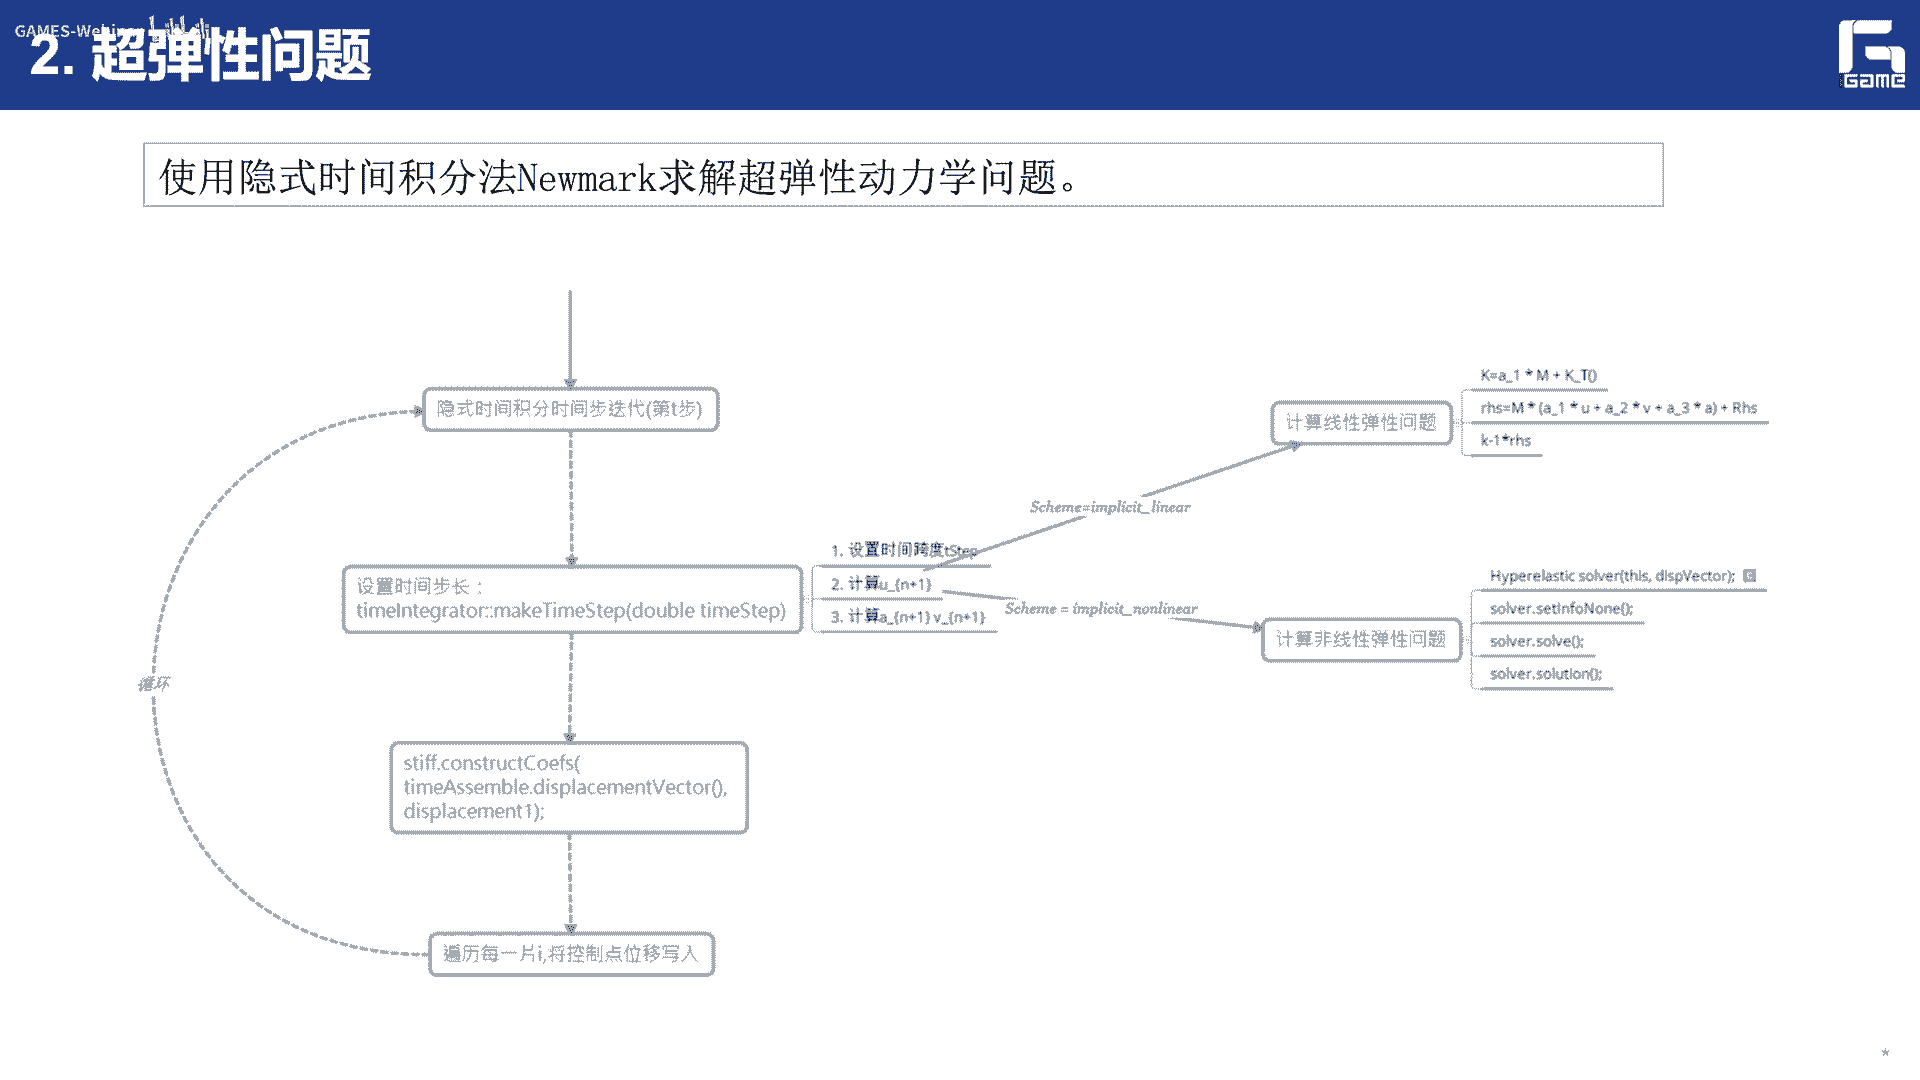 GAMES-Webinar
2. 超弹性问题
GAME
使用隐式时间积分法Newmark求解超弹性动力学问题。
隐式时间积分时间步迭代(第t步)
设置时间步长：
timeIntegrator::makeTimeStep(double timeStep)
1. 设置时间跨度tStep
2. 计算u_{n+1}
3. 计算a_{n+1} v_{n+1}
Scheme=implicit_linear
计算线性弹性问题
K=a_1 * M + K_T()
rhs=M * (a_1 * u + a_2 * v + a_3 * a) + Rhs
k-1*rhs
Scheme = implicit_nonlinear
计算非线性弹性问题
Hyperelastic solver(this, dispVector);
solver.setInfoNone();
solver.solve();
solver.solution();
循环
stiff.constructCoefs(
timeAssemble.displacementVector(),
displacement1);
遍历每一片i,将控制点位移写入
*